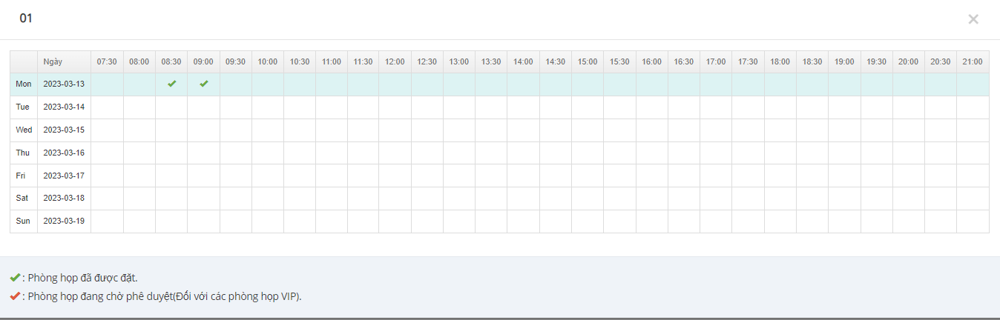 01
Ngày 07:30 08:00 08:30 09:00 09:30 10:00 10:30 11:00 11:30 12:00 12:30 13:00 13:30 14:00 14:30 15:00 15:30 16:00 16:30 17:00 17:30 18:00 18:30 19:00 19:30 20:00 20:30 21:00
Mon 2023-03-13
Tue 2023-03-14
Wed 2023-03-15
Thu 2023-03-16
Fri 2023-03-17
Sat 2023-03-18
Sun 2023-03-19
: Phòng họp đã được đặt.
: Phòng họp đang chờ phê duyệt(Đối với các phòng họp VIP).